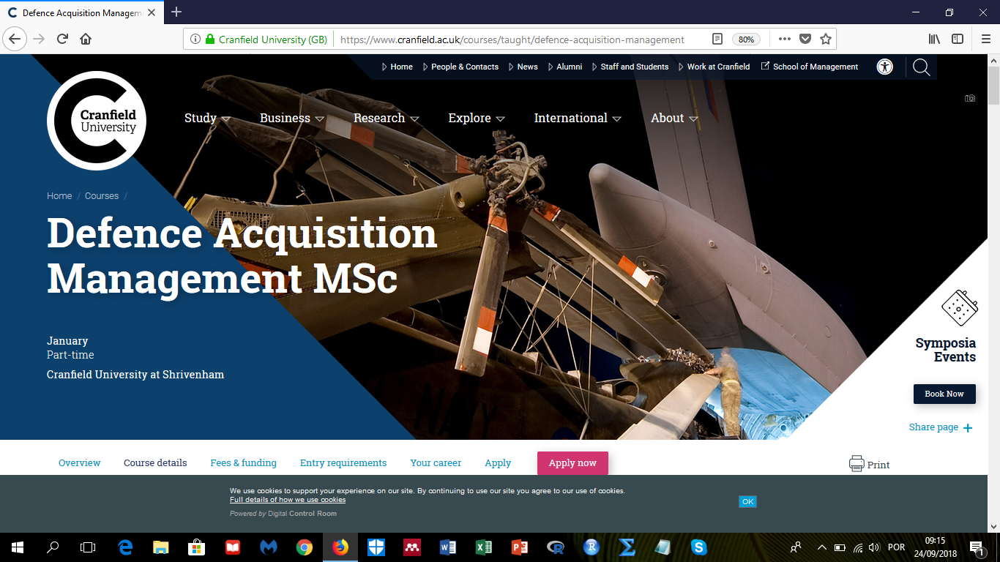 Defence Acquisition Managem
Cranfield University (GB)
https://www.cranfield.ac.uk/courses/taught/defence-acquisition-management
80%
Home
People & Contacts
News
Alumni
Staff and Students
Work at Cranfield
School of Management
Cranfield
University
Study
Business
Research
Explore
International
About
Home / Courses /
Defence Acquisition
Management MSc
January
Part-time
Cranfield University at Shrivenham
NAVY
Symposia
Events
Book Now
Share page +
Overview
Course details
Fees & funding
Entry requirements
Your career
Apply
Apply now
Print
We use cookies to support your experience on our site. By continuing to use our site you agree to our use of cookies.
Full details of how we use cookies
Powered by Digital Control Room
OK
POR
09:15
24/09/2018
1